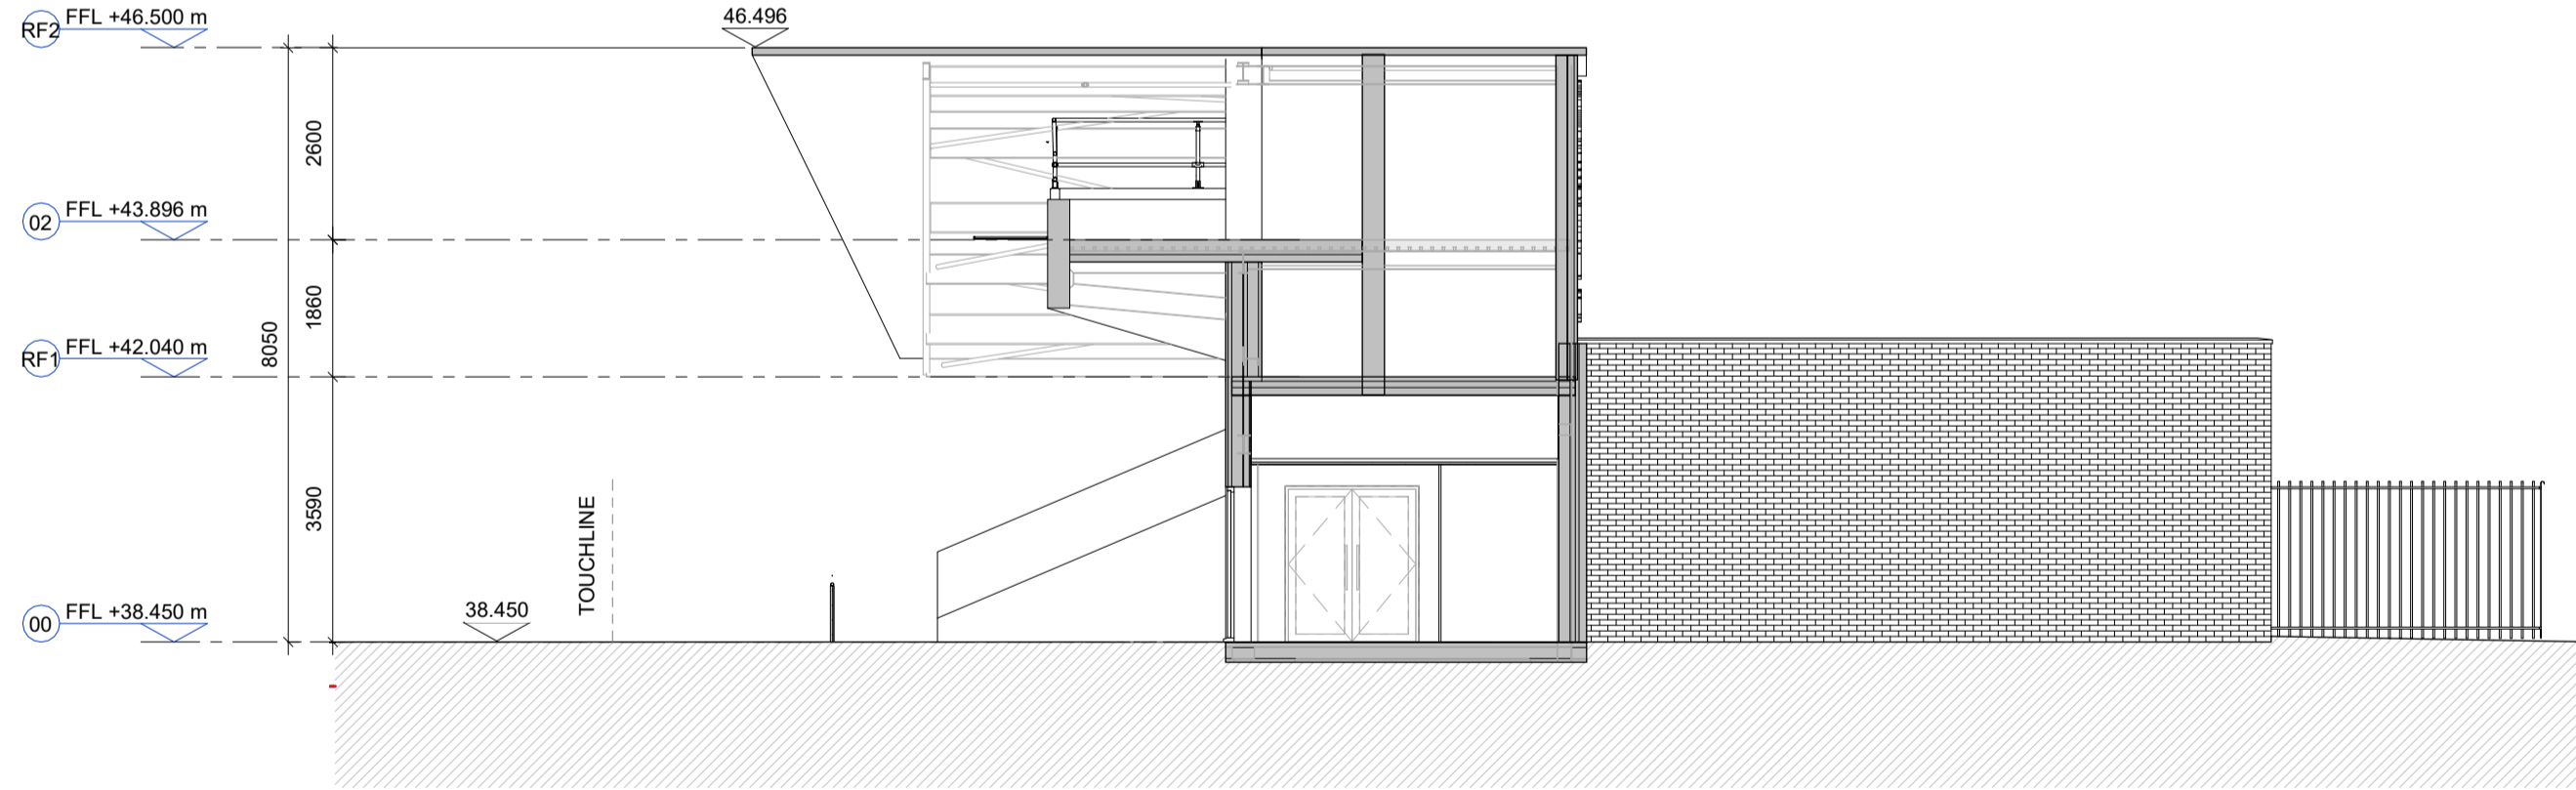 RF2 FFL +46.500 m
46.496
2600
02 FFL +43.896 m
1860
8050
RF1 FFL +42.040 m
3590
TOUCHLINE
00 FFL +38.450 m
38.450